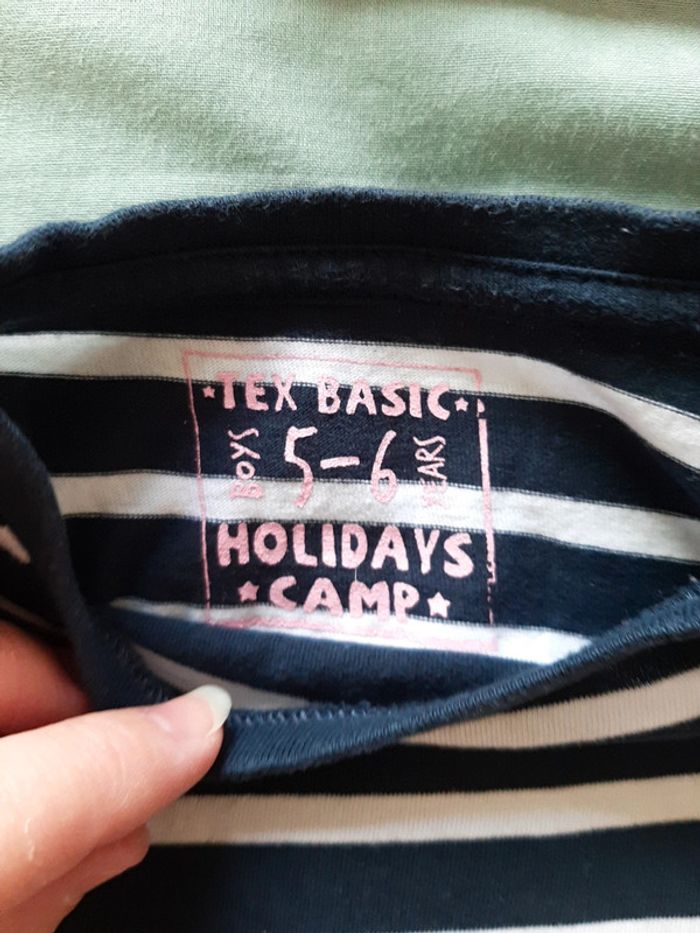 TEX BASIC
BOYS 5-6 YEARS
HOLIDAYS
CAMP